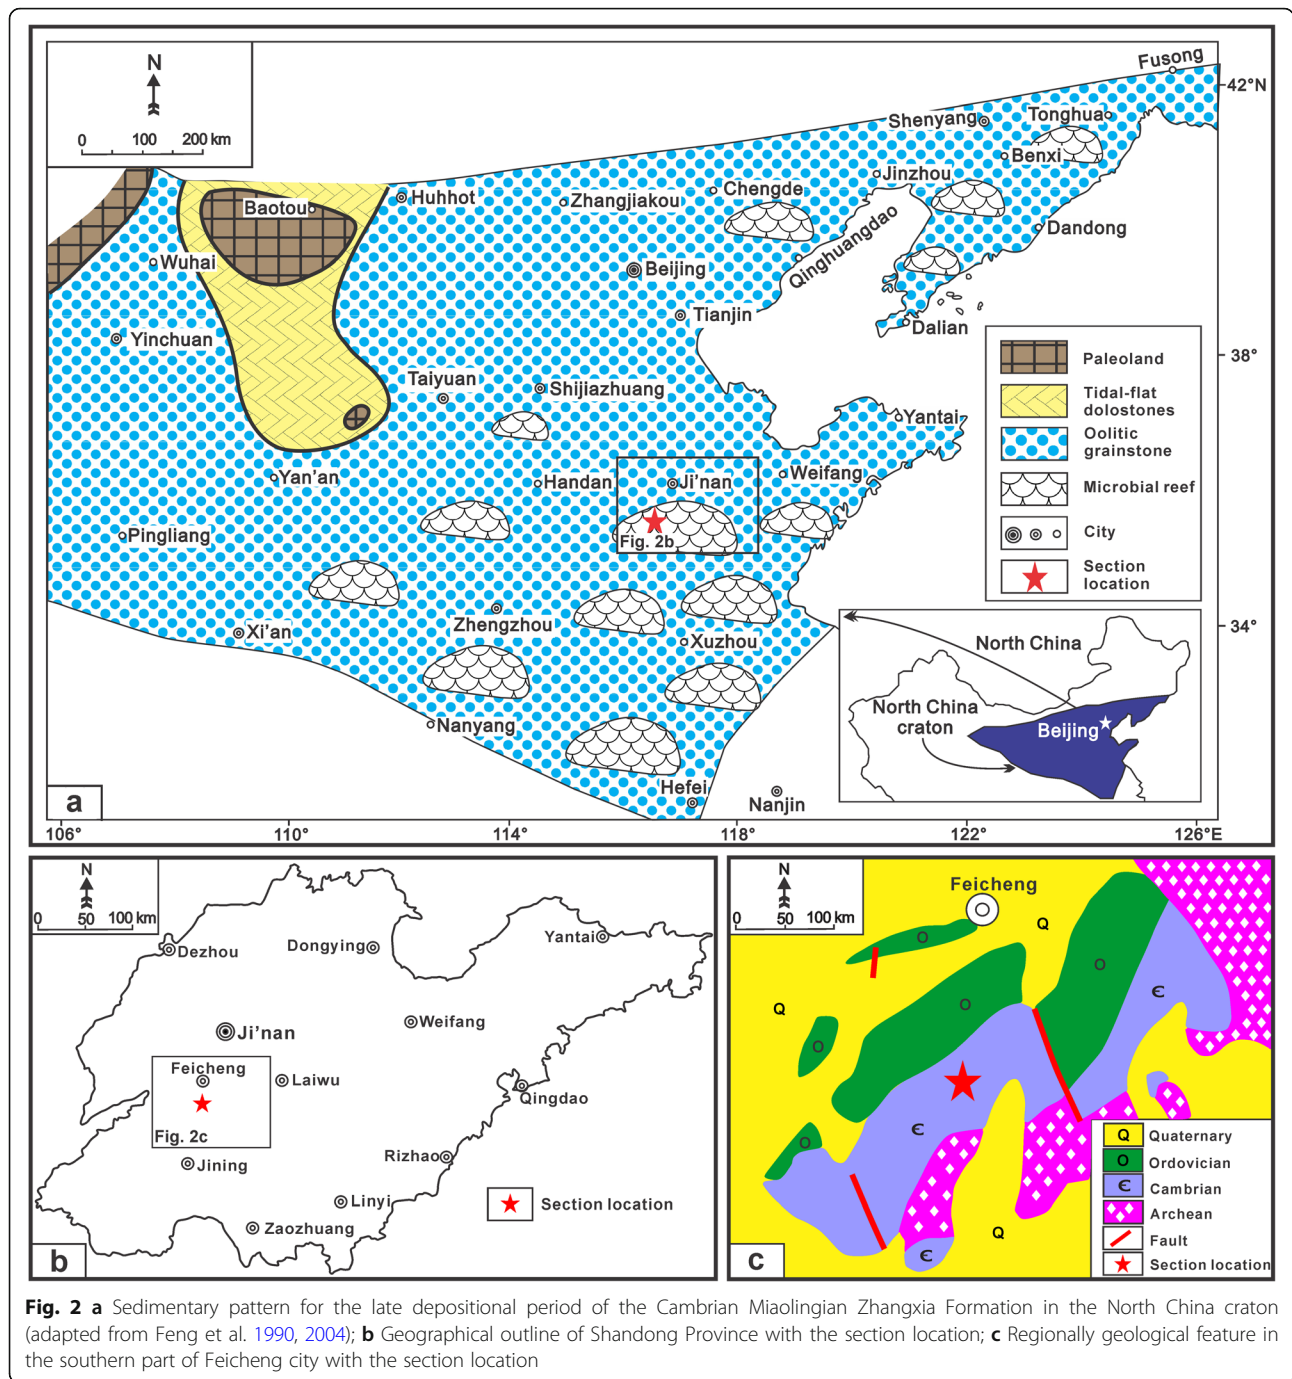 N
0 100 200 km
Fusong
42°N
Shenyang
Tonghua
Benxi
Jinzhou
Chengde
Zhangjiakou
Huhhot
Baotou
Dandong
Qinghuangdao
Wuhai
Beijing
Tianjin
Dalian
Yinchuan
38°
Taiyuan
Shijiazhuang
Yantai
Yan'an
Handan
Ji'nan
Weifang
Pingliang
Fig. 2b
Xi'an
Zhengzhou
Xuzhou
34°
Nanyang
Hefei
Nanjin
Paleoland
Tidal-flat
dolostones
Oolitic
grainstone
Microbial reef
City
Section
location
North China
North China
craton
Beijing
a
106° 110° 114° 118° 122° 126°E
N
0 50 100 km
Dezhou
Dongying
Yantai
Ji'nan
Weifang
Feicheng
Laiwu
Qingdao
Fig. 2c
Jining
Rizhao
Linyi
Zaozhuang
Section location
b
N
0 50 100 km
Feicheng
O
Q
O
Q
O
Є
O
O
Є
Q
Є
Q Quaternary
O Ordovician
Є Cambrian
Archean
Fault
Section location
c
Fig. 2 a Sedimentary pattern for the late depositional period of the Cambrian Miaolingian Zhangxia Formation in the North China craton
(adapted from Feng et al. 1990, 2004); b Geographical outline of Shandong Province with the section location; c Regionally geological feature in
the southern part of Feicheng city with the section location